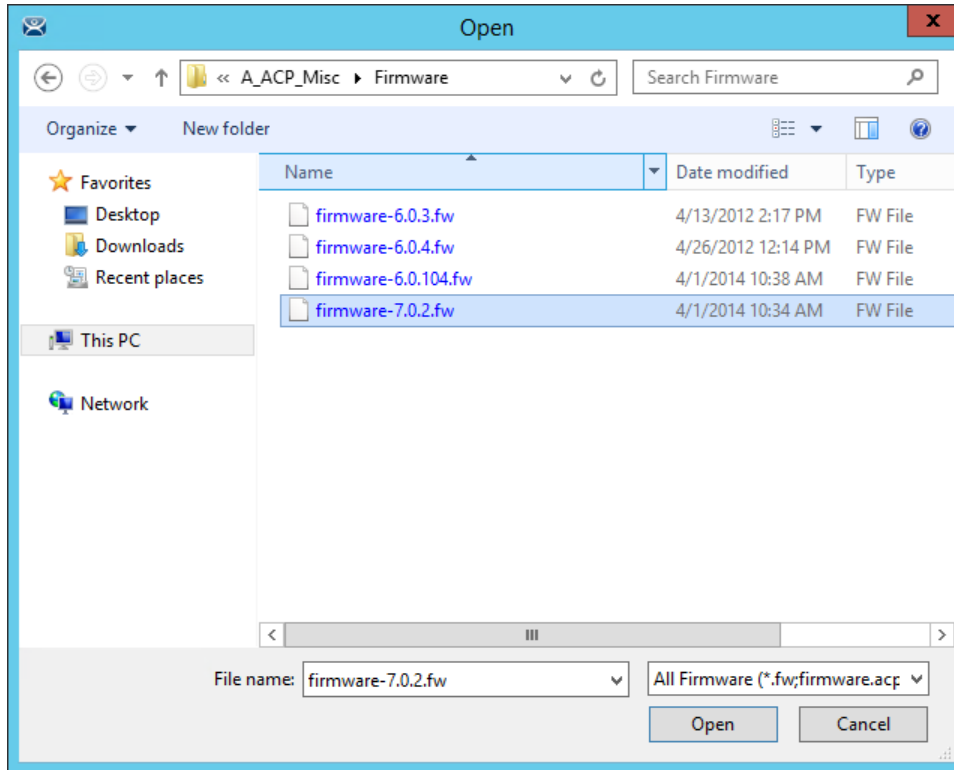 Open
x
« A_ACP_Misc Firmware
Search Firmware
Organize
New folder
Name
Date modified
Type
Favorites
Desktop
Downloads
Recent places
This PC
Network
firmware-6.0.3.fw 4/13/2012 2:17 PM FW File
firmware-6.0.4.fw 4/26/2012 12:14 PM FW File
firmware-6.0.104.fw 4/1/2014 10:38 AM FW File
firmware-7.0.2.fw 4/1/2014 10:34 AM FW File
File name: firmware-7.0.2.fw
All Firmware (*.fw;firmware.acp
Open
Cancel